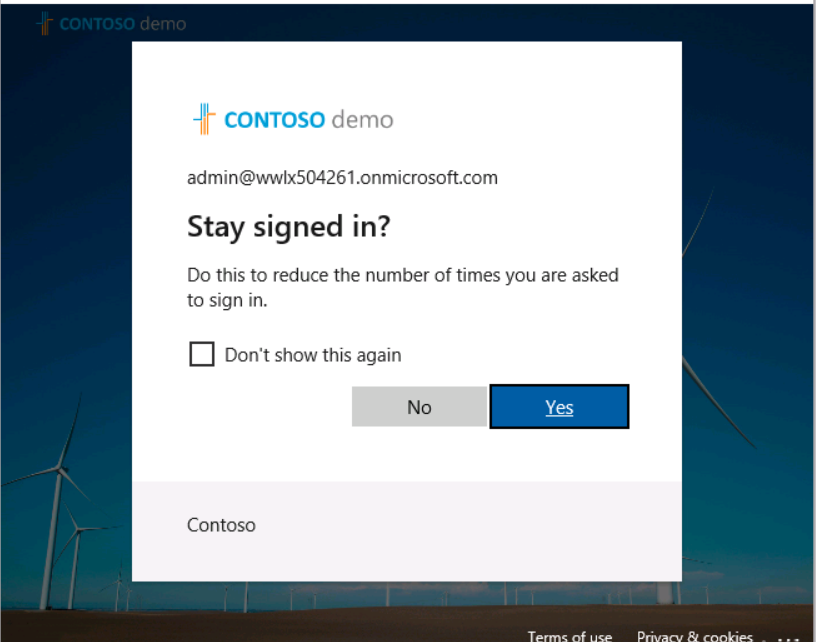 CONTOSO demo
CONTOSO demo
admin@wwlx504261.onmicrosoft.com
Stay signed in?
Do this to reduce the number of times you are asked
to sign in.
Don't show this again
No Yes
Contoso
Terms of use Privacy & cookies ...